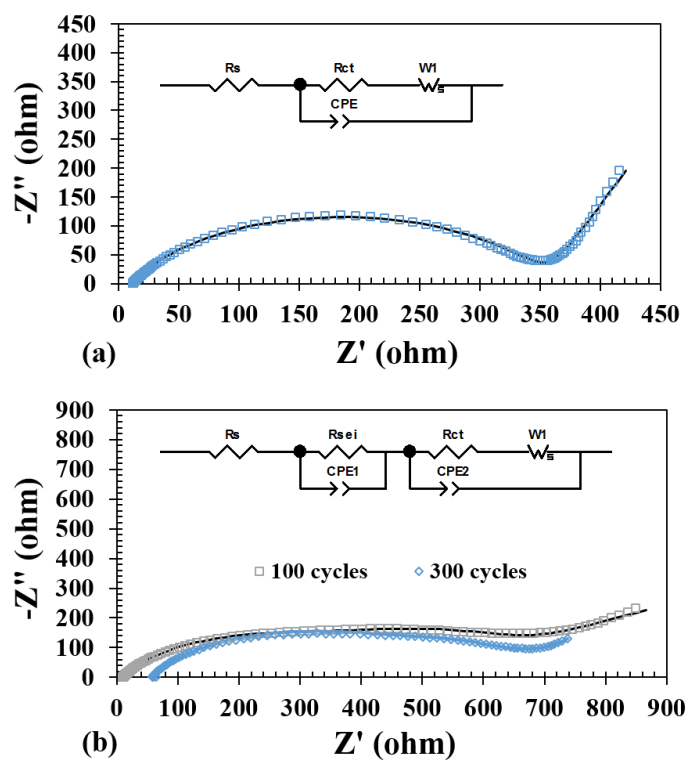 450
400
350
300
250
200
150
100
50
0
-Z'' (ohm)
Rs
Rct
W1
s
CPE
0 50 100 150 200 250 300 350 400 450
(a)
Z' (ohm)
900
800
700
600
500
400
300
200
100
0
-Z'' (ohm)
Rs
Rsei
Rct
W1
s
CPE1
CPE2
100 cycles
300 cycles
0 100 200 300 400 500 600 700 800 900
(b)
Z' (ohm)